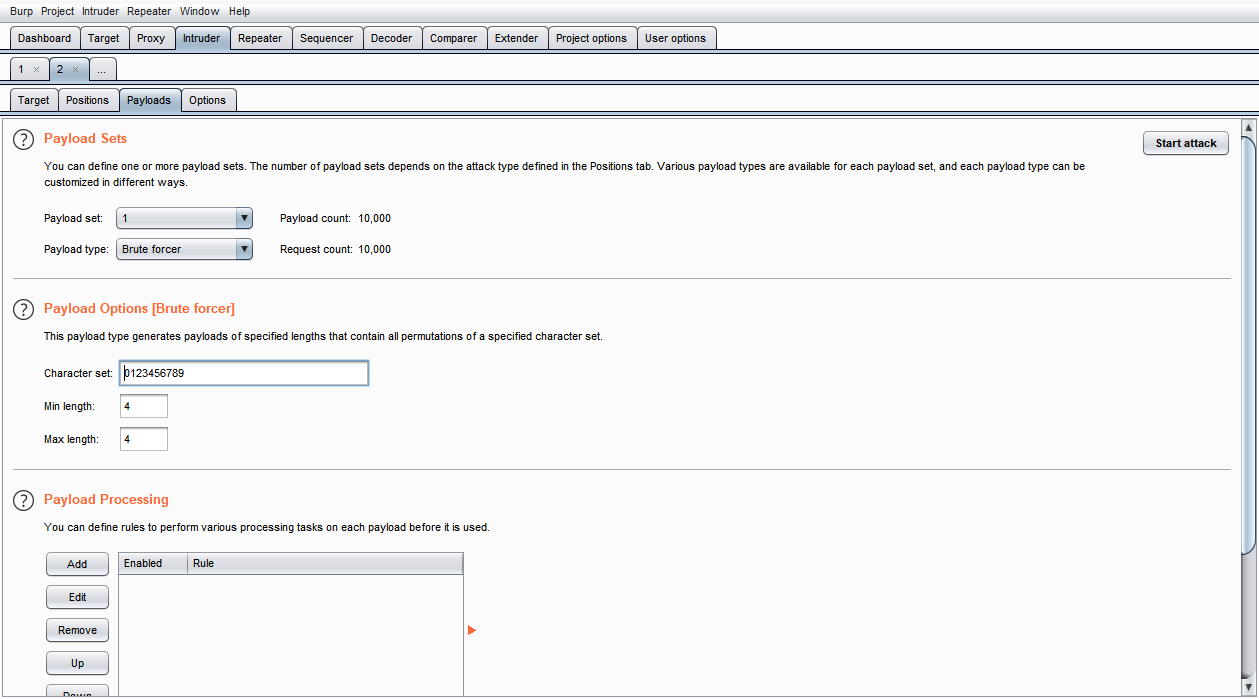 Burp Project Intruder Repeater Window Help
Dashboard Target Proxy Intruder Repeater Sequencer Decoder Comparer Extender Project options User options
1 × 2 × ...
Target Positions Payloads Options
? Payload Sets
Start attack
You can define one or more payload sets. The number of payload sets depends on the attack type defined in the Positions tab. Various payload types are available for each payload set, and each payload type can be
customized in different ways.
Payload set: 1 Payload count: 10,000
Payload type: Brute forcer Request count: 10,000
? Payload Options [Brute forcer]
This payload type generates payloads of specified lengths that contain all permutations of a specified character set.
Character set: 0123456789
Min length: 4
Max length: 4
? Payload Processing
You can define rules to perform various processing tasks on each payload before it is used.
Add Enabled Rule
Edit
Remove
Up
Down